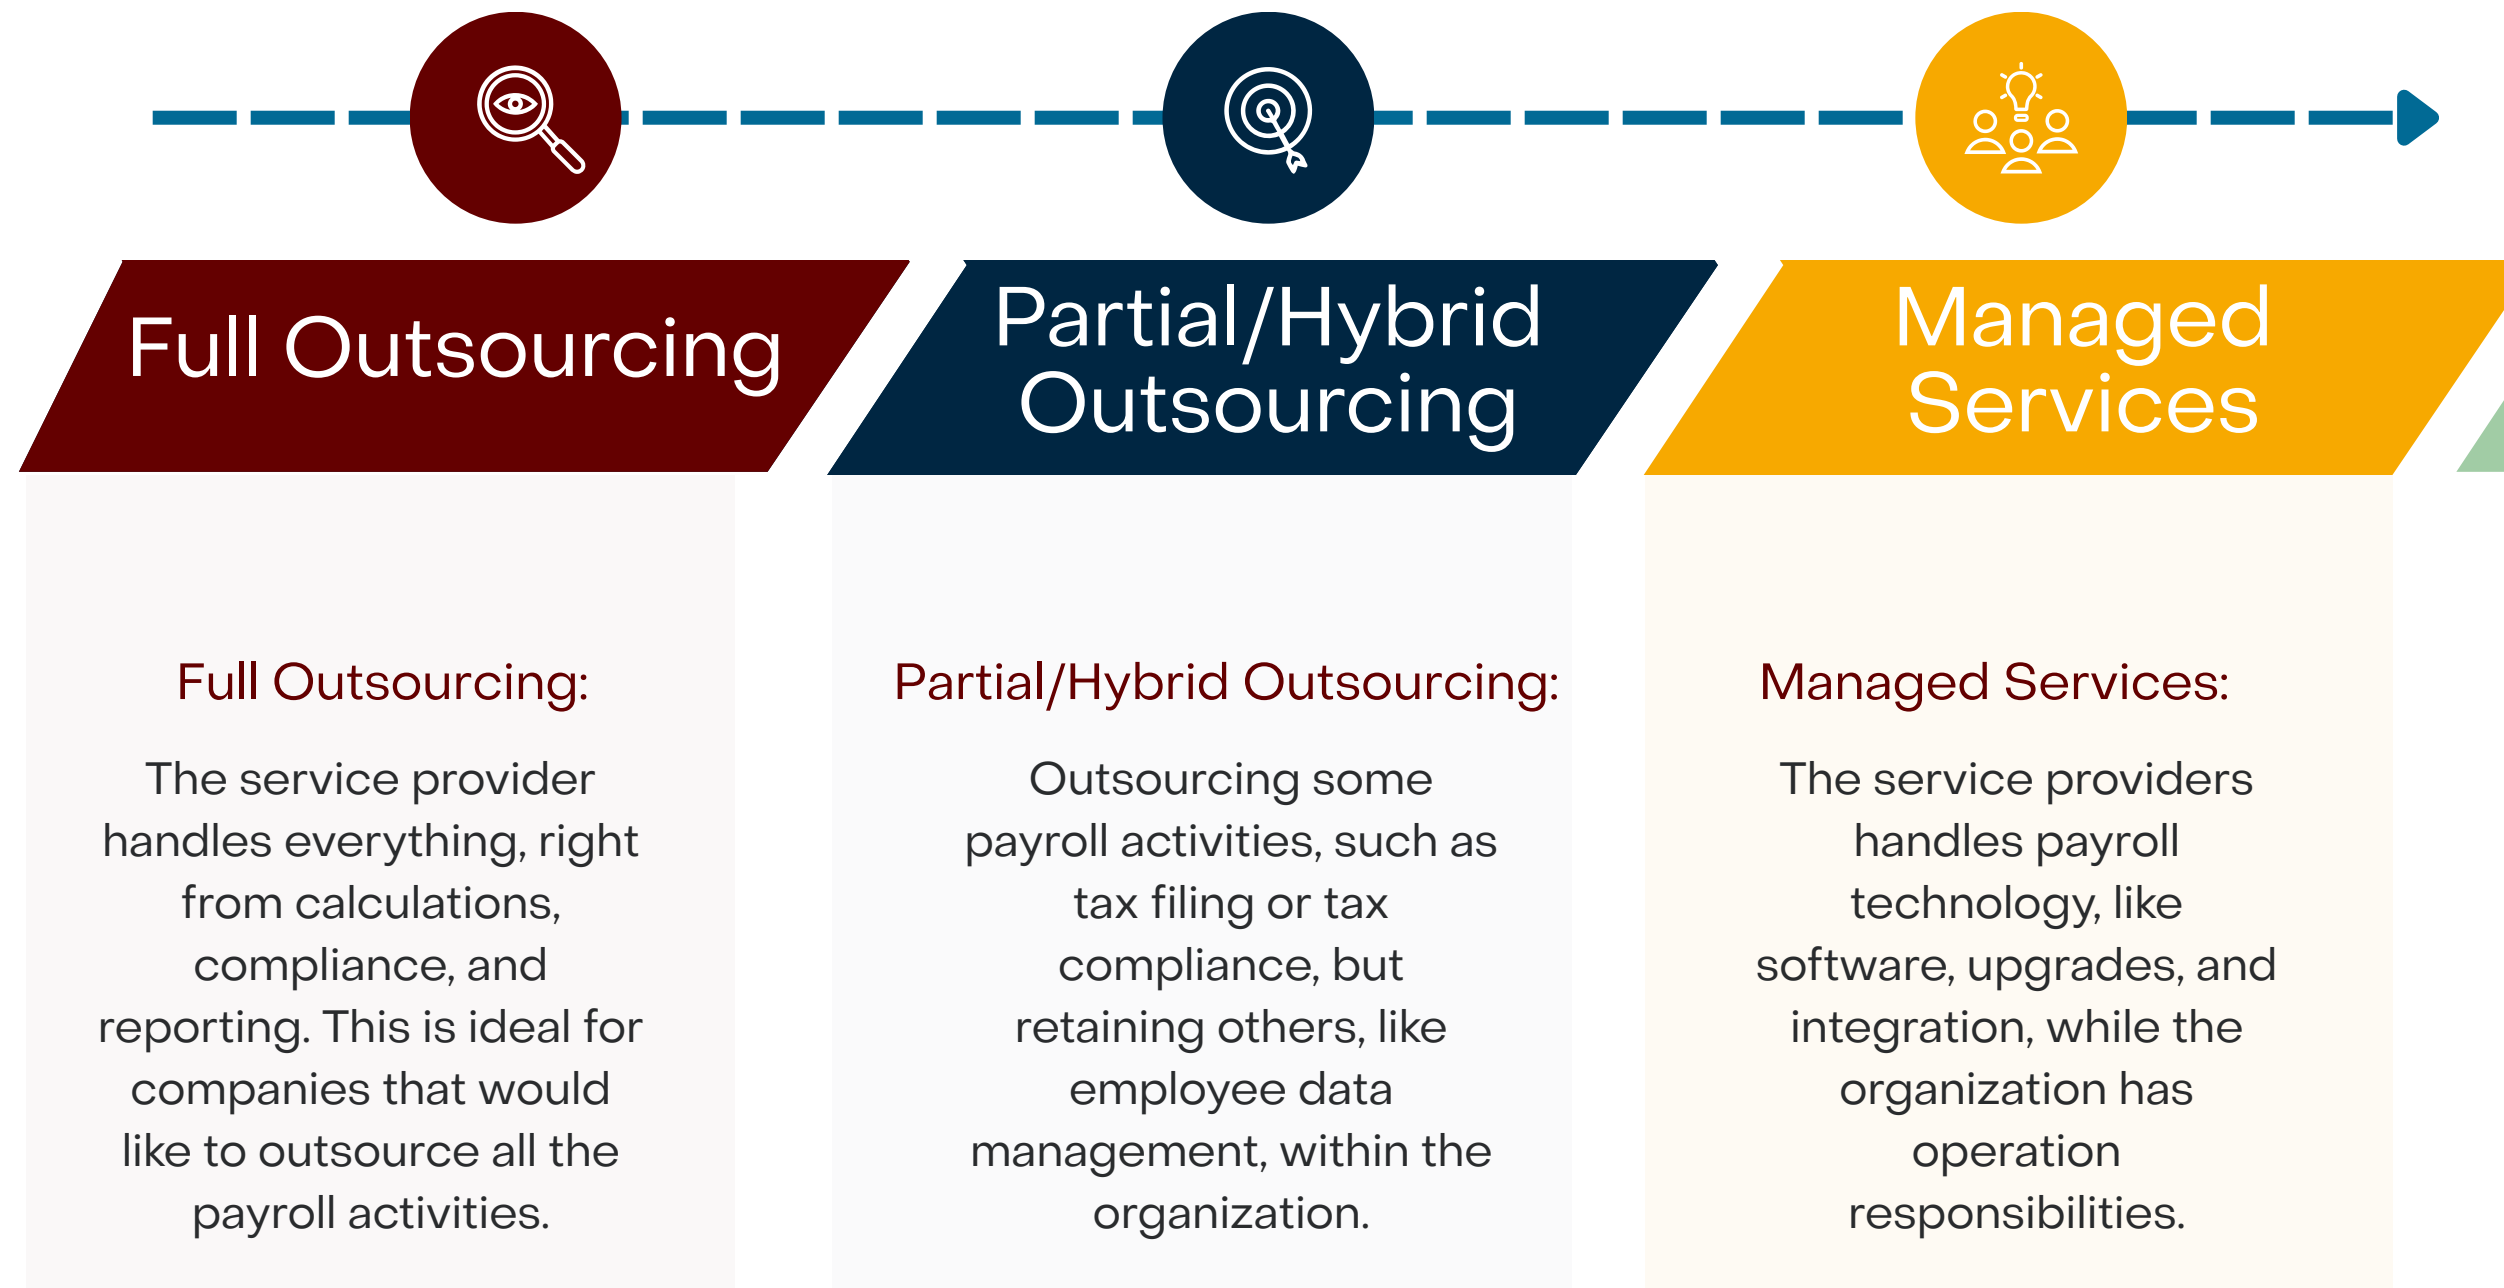 Full Outsourcing
Partial/Hybrid
Outsourcing
Managed
Services
Full Outsourcing:
The service provider
handles everything, right
from calculations,
compliance, and
reporting. This is ideal for
companies that would
like to outsource all the
payroll activities.
Partial/Hybrid Outsourcing:
Outsourcing some
payroll activities, such as
tax filing or tax
compliance, but
retaining others, like
employee data
management, within the
organization.
Managed Services:
The service providers
handles payroll
technology, like
software, upgrades, and
integration, while the
organization has
operation
responsibilities.